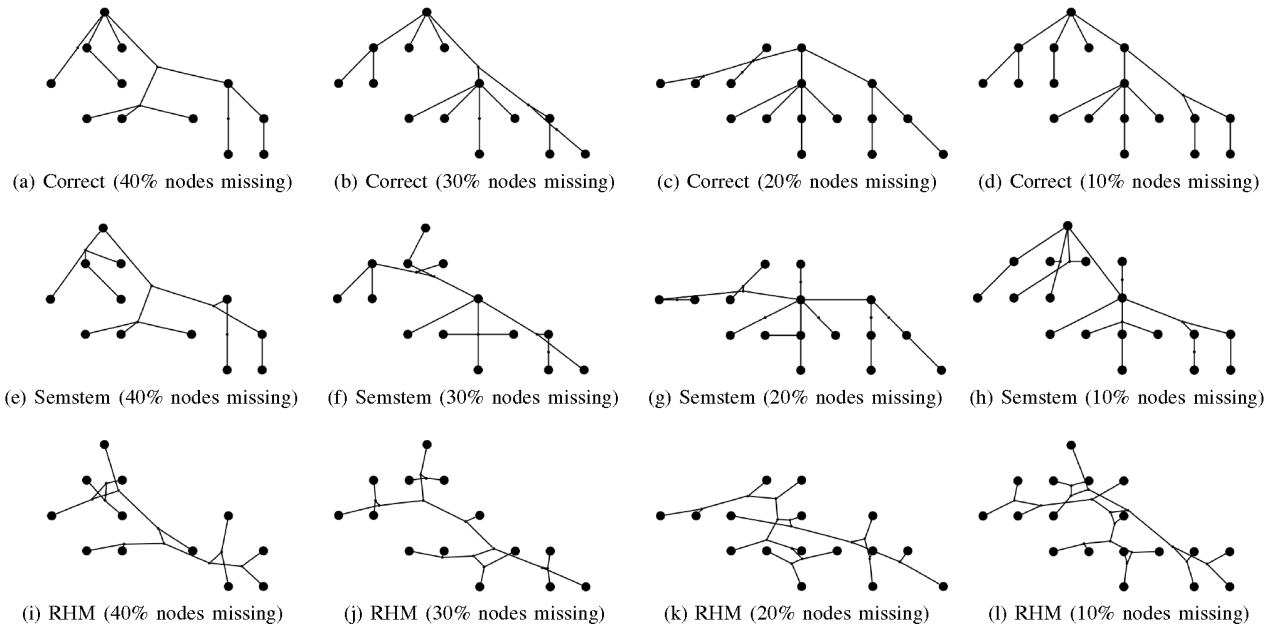 (a) Correct (40% nodes missing) (b) Correct (30% nodes missing) (c) Correct (20% nodes missing) (d) Correct (10% nodes missing)
(e) Semstem (40% nodes missing) (f) Semstem (30% nodes missing) (g) Semstem (20% nodes missing) (h) Semstem (10% nodes missing)
(i) RHM (40% nodes missing) (j) RHM (30% nodes missing) (k) RHM (20% nodes missing) (l) RHM (10% nodes missing)